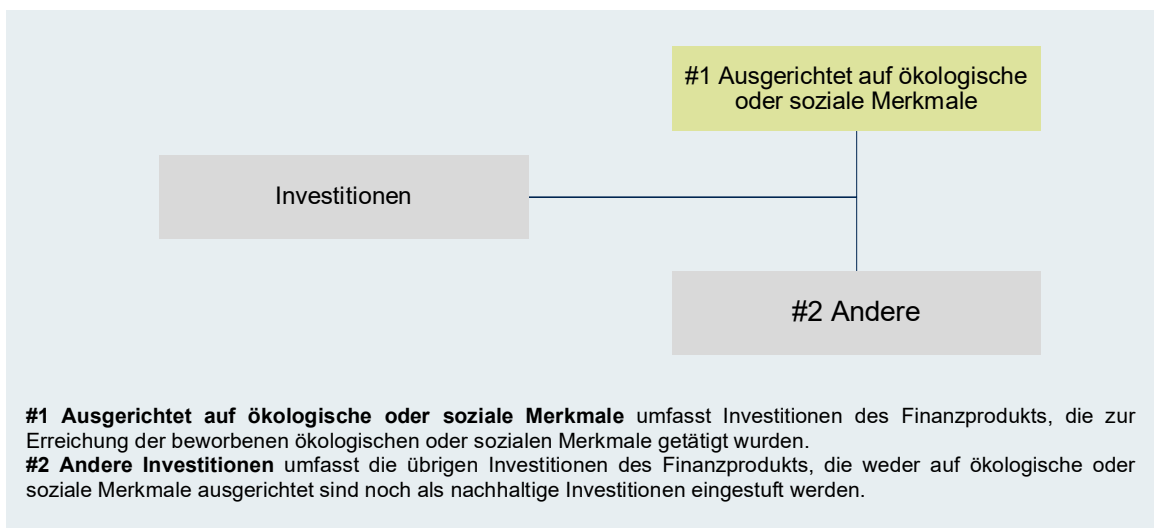 #1 Ausgerichtet auf ökologische
oder soziale Merkmale
Investitionen
#2 Andere
#1 Ausgerichtet auf ökologische oder soziale Merkmale umfasst Investitionen des Finanzprodukts, die zur
Erreichung der beworbenen ökologischen oder sozialen Merkmale getätigt wurden.
#2 Andere Investitionen umfasst die übrigen Investitionen des Finanzprodukts, die weder auf ökologische oder
soziale Merkmale ausgerichtet sind noch als nachhaltige Investitionen eingestuft werden.